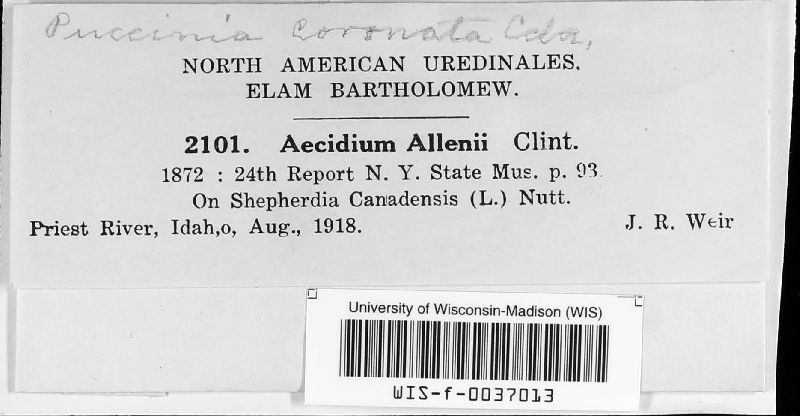 Puccinia coronata Cda,
NORTH AMERICAN UREDINALES.
ELAM BARTHOLOMEW.
2101. Aecidium Allenii Clint.
1872 : 24th Report N. Y. State Mus. p. 93.
On Shepherdia Canadensis (L.) Nutt.
Priest River, Idah,o, Aug., 1918. J. R. Weir
University of Wisconsin-Madison (WIS)
WIS-f-0037013